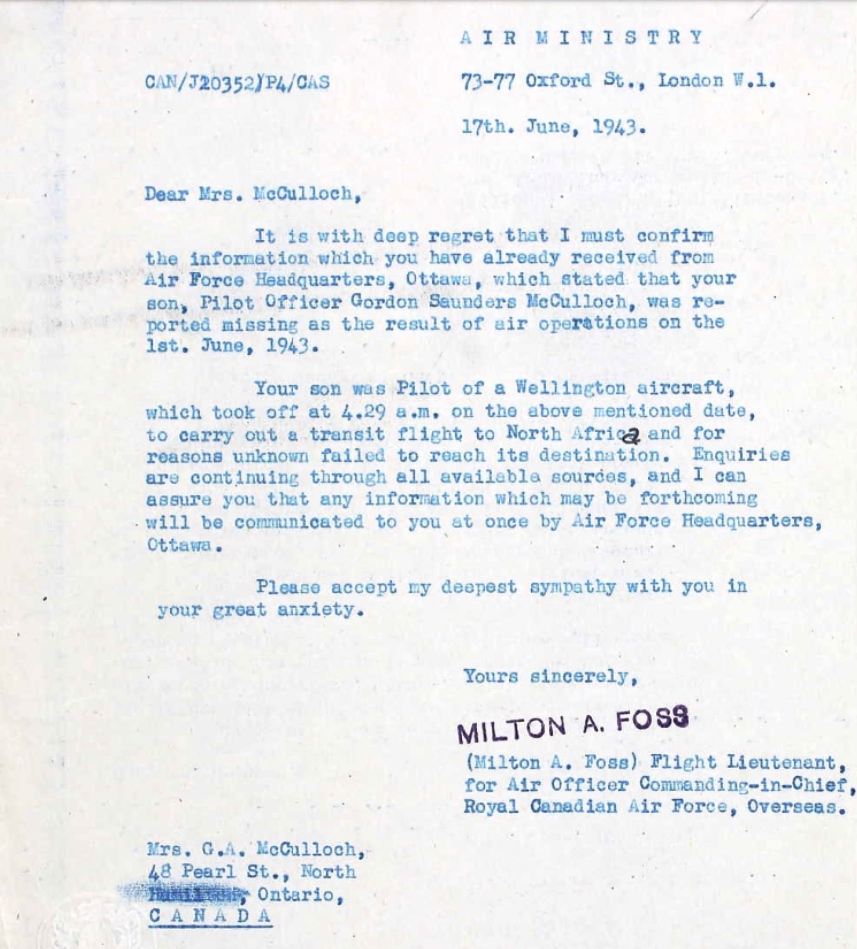 AIR MINISTRY
CAN/J20352/P4/CAS 73-77 Oxford St., London W.1.
17th. June, 1943.
Dear Mrs. McCulloch,
It is with deep regret that I must confirm
the information which you have already received from
Air Force Headquarters, Ottawa, which stated that your
son, Pilot Officer Gordon Saunders McCulloch, was re-
ported missing as the result of air operations on the
1st. June, 1943.
Your son was Pilot of a Wellington aircraft,
which took off at 4.29 a.m. on the above mentioned date,
to carry out a transit flight to North Africa and for
reasons unknown failed to reach its destination. Enquiries
are continuing through all available sources, and I can
assure you that any information which may be forthcoming
will be communicated to you at once by Air Force Headquarters,
Ottawa.
Please accept my deepest sympathy with you in
your great anxiety.
Yours sincerely,
MILTON A. FOSS
(Milton A. Foss) Flight Lieutenant,
for Air Officer Commanding-in-Chief,
Royal Canadian Air Force, Overseas.
Mrs. G.A. McCulloch,
48 Pearl St., North
Hamilton, Ontario,
CANADA